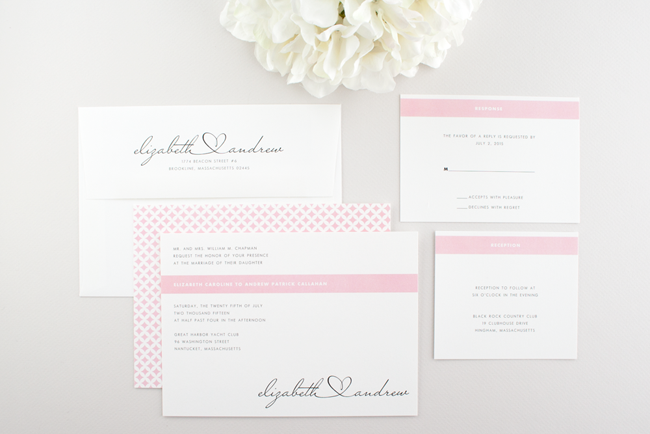 elizabeth andrew
1774 BEACON STREET #6
BROOKLINE, MASSACHUSETTS 02445
MR. AND MRS. WILLIAM M. CHAPMAN
REQUEST THE HONOR OF YOUR PRESENCE
AT THE MARRIAGE OF THEIR DAUGHTER
ELIZABETH CAROLINE TO ANDREW PATRICK CALLAHAN
SATURDAY, THE TWENTY FIFTH OF JULY
TWO THOUSAND FIFTEEN
AT HALF PAST FOUR IN THE AFTERNOON
GREAT HARBOR YACHT CLUB
96 WASHINGTON STREET
NANTUCKET, MASSACHUSETTS
elizabeth andrew
RESPONSE
THE FAVOR OF A REPLY IS REQUESTED BY
JULY 2, 2015
M
ACCEPTS WITH PLEASURE
DECLINES WITH REGRET
RECEPTION
RECEPTION TO FOLLOW AT
SIX O'CLOCK IN THE EVENING
BLACK ROCK COUNTRY CLUB
19 CLUBHOUSE DRIVE
HINGHAM, MASSACHUSETTS